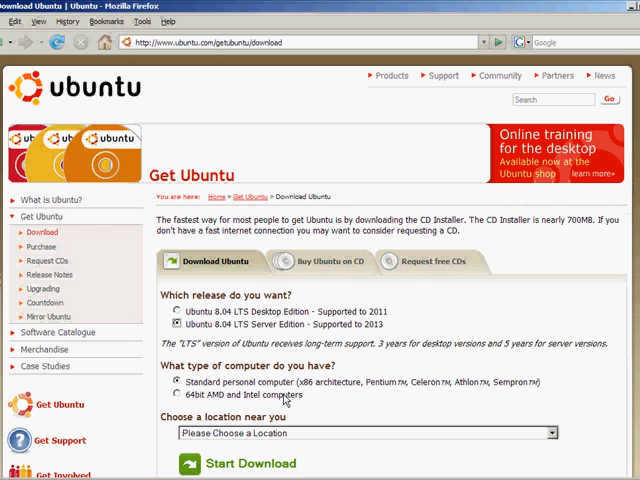 Download Ubuntu | Ubuntu - Mozilla Firefox
Edit View History Bookmarks Tools Help
http://www.ubuntu.com/getubuntu/download
Google
ubuntu
Products Support Community Partners News
Search
Go
Get Ubuntu
Online training
for the desktop
Available now at the
Ubuntu shop learn more»
You are here: Home » Get Ubuntu » Download Ubuntu
What is Ubuntu?
Get Ubuntu
Download
Purchase
Request CDs
Release Notes
Upgrading
Countdown
Mirror Ubuntu
Software Catalogue
Merchandise
Case Studies
Get Ubuntu
Get Support
Get Involved
The fastest way for most people to get Ubuntu is by downloading the CD Installer. The CD Installer is nearly 700MB. If you
don't have a fast internet connection you may want to consider requesting a CD.
Download Ubuntu
Buy Ubuntu on CD
Request free CDs
Which release do you want?
Ubuntu 8.04 LTS Desktop Edition - Supported to 2011
Ubuntu 8.04 LTS Server Edition - Supported to 2013
The "LTS" version of Ubuntu receives long-term support. 3 years for desktop versions and 5 years for server versions.
What type of computer do you have?
Standard personal computer (x86 architecture, Pentium™, Celeron™, Athlon™, Sempron™)
64bit AMD and Intel computers
Choose a location near you
Please Choose a Location
Start Download